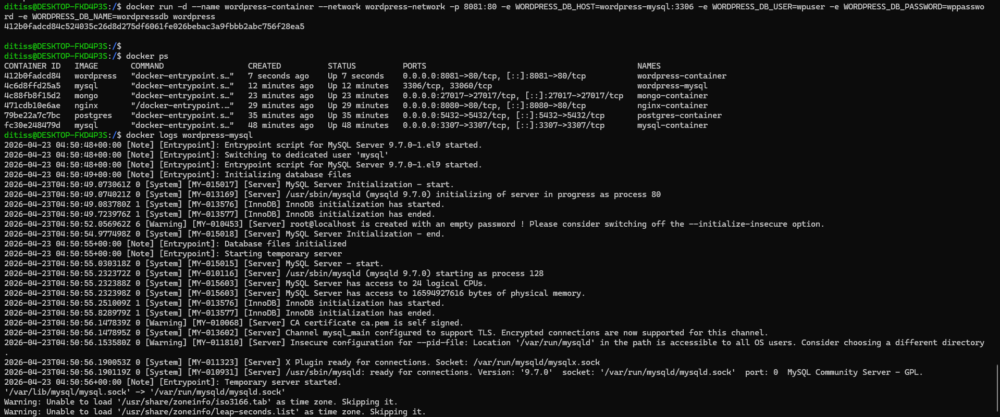 ditiss@DESKTOP-FKD4P3S:/$ docker run -d --name wordpress-container --network wordpress-network -p 8081:80 -e WORDPRESS_DB_HOST=wordpress-mysql:3306 -e WORDPRESS_DB_USER=wpuser -e WORDPRESS_DB_PASSWORD=wppasswo
rd -e WORDPRESS_DB_NAME=wordpressdb wordpress
412b0fadcd84c524035c26d8d275df6061fe026bebac3a9fbbb2abc756f28ea5
ditiss@DESKTOP-FKD4P3S:/$
ditiss@DESKTOP-FKD4P3S:/$ docker ps
CONTAINER ID   IMAGE       COMMAND                  CREATED          STATUS          PORTS                                             NAMES
412b0fadcd84   wordpress   "docker-entrypoint.s…"   7 seconds ago    Up 7 seconds    0.0.0.0:8081->80/tcp, [::]:8081->80/tcp           wordpress-container
4c6d8ffd25a5   mysql       "docker-entrypoint.s…"   12 minutes ago   Up 12 minutes   3306/tcp, 33060/tcp                               wordpress-mysql
4c88fb8f15d2   mongo       "docker-entrypoint.s…"   23 minutes ago   Up 23 minutes   0.0.0.0:27017->27017/tcp, [::]:27017->27017/tcp   mongo-container
471cdb10e6ae   nginx       "/docker-entrypoint.…"   29 minutes ago   Up 29 minutes   0.0.0.0:8080->80/tcp, [::]:8080->80/tcp           nginx-container
79be22a7c7bc   postgres    "docker-entrypoint.s…"   35 minutes ago   Up 35 minutes   0.0.0.0:5432->5432/tcp, [::]:5432->5432/tcp       postgres-container
fc30e248479d   mysql       "docker-entrypoint.s…"   48 minutes ago   Up 48 minutes   0.0.0.0:3307->3307/tcp, [::]:3307->3307/tcp       mysql-container
ditiss@DESKTOP-FKD4P3S:/$ docker logs wordpress-mysql
2026-04-23 04:50:48+00:00 [Note] [Entrypoint]: Entrypoint script for MySQL Server 9.7.0-1.el9 started.
2026-04-23 04:50:48+00:00 [Note] [Entrypoint]: Switching to dedicated user 'mysql'
2026-04-23 04:50:48+00:00 [Note] [Entrypoint]: Entrypoint script for MySQL Server 9.7.0-1.el9 started.
2026-04-23 04:50:49+00:00 [Note] [Entrypoint]: Initializing database files
2026-04-23T04:50:49.073061Z 0 [System] [MY-015017] [Server] MySQL Server Initialization - start.
2026-04-23T04:50:49.074021Z 0 [System] [MY-013169] [Server] /usr/sbin/mysqld (mysqld 9.7.0) initializing of server in progress as process 80
2026-04-23T04:50:49.083780Z 1 [System] [MY-013576] [InnoDB] InnoDB initialization has started.
2026-04-23T04:50:49.723976Z 1 [System] [MY-013577] [InnoDB] InnoDB initialization has ended.
2026-04-23T04:50:52.056962Z 6 [Warning] [MY-010453] [Server] root@localhost is created with an empty password ! Please consider switching off the --initialize-insecure option.
2026-04-23T04:50:54.977498Z 0 [System] [MY-015018] [Server] MySQL Server Initialization - end.
2026-04-23 04:50:55+00:00 [Note] [Entrypoint]: Database files initialized
2026-04-23 04:50:55+00:00 [Note] [Entrypoint]: Starting temporary server
2026-04-23T04:50:55.030318Z 0 [System] [MY-015015] [Server] MySQL Server - start.
2026-04-23T04:50:55.232372Z 0 [System] [MY-010116] [Server] /usr/sbin/mysqld (mysqld 9.7.0) starting as process 128
2026-04-23T04:50:55.232388Z 0 [System] [MY-015603] [Server] MySQL Server has access to 24 logical CPUs.
2026-04-23T04:50:55.232398Z 0 [System] [MY-015603] [Server] MySQL Server has access to 16594927616 bytes of physical memory.
2026-04-23T04:50:55.251009Z 1 [System] [MY-013576] [InnoDB] InnoDB initialization has started.
2026-04-23T04:50:55.828979Z 1 [System] [MY-013577] [InnoDB] InnoDB initialization has ended.
2026-04-23T04:50:56.147839Z 0 [Warning] [MY-010068] [Server] CA certificate ca.pem is self signed.
2026-04-23T04:50:56.147895Z 0 [System] [MY-013602] [Server] Channel mysql_main configured to support TLS. Encrypted connections are now supported for this channel.
2026-04-23T04:50:56.153580Z 0 [Warning] [MY-011810] [Server] Insecure configuration for --pid-file: Location '/var/run/mysqld' in the path is accessible to all OS users. Consider choosing a different directory
.
2026-04-23T04:50:56.190053Z 0 [System] [MY-011323] [Server] X Plugin ready for connections. Socket: /var/run/mysqld/mysqlx.sock
2026-04-23T04:50:56.190119Z 0 [System] [MY-010931] [Server] /usr/sbin/mysqld: ready for connections. Version: '9.7.0'  socket: '/var/run/mysqld/mysqld.sock'  port: 0  MySQL Community Server - GPL.
2026-04-23 04:50:56+00:00 [Note] [Entrypoint]: Temporary server started.
'/var/lib/mysql/mysql.sock' -> '/var/run/mysqld/mysqld.sock'
Warning: Unable to load '/usr/share/zoneinfo/iso3166.tab' as time zone. Skipping it.
Warning: Unable to load '/usr/share/zoneinfo/leap-seconds.list' as time zone. Skipping it.